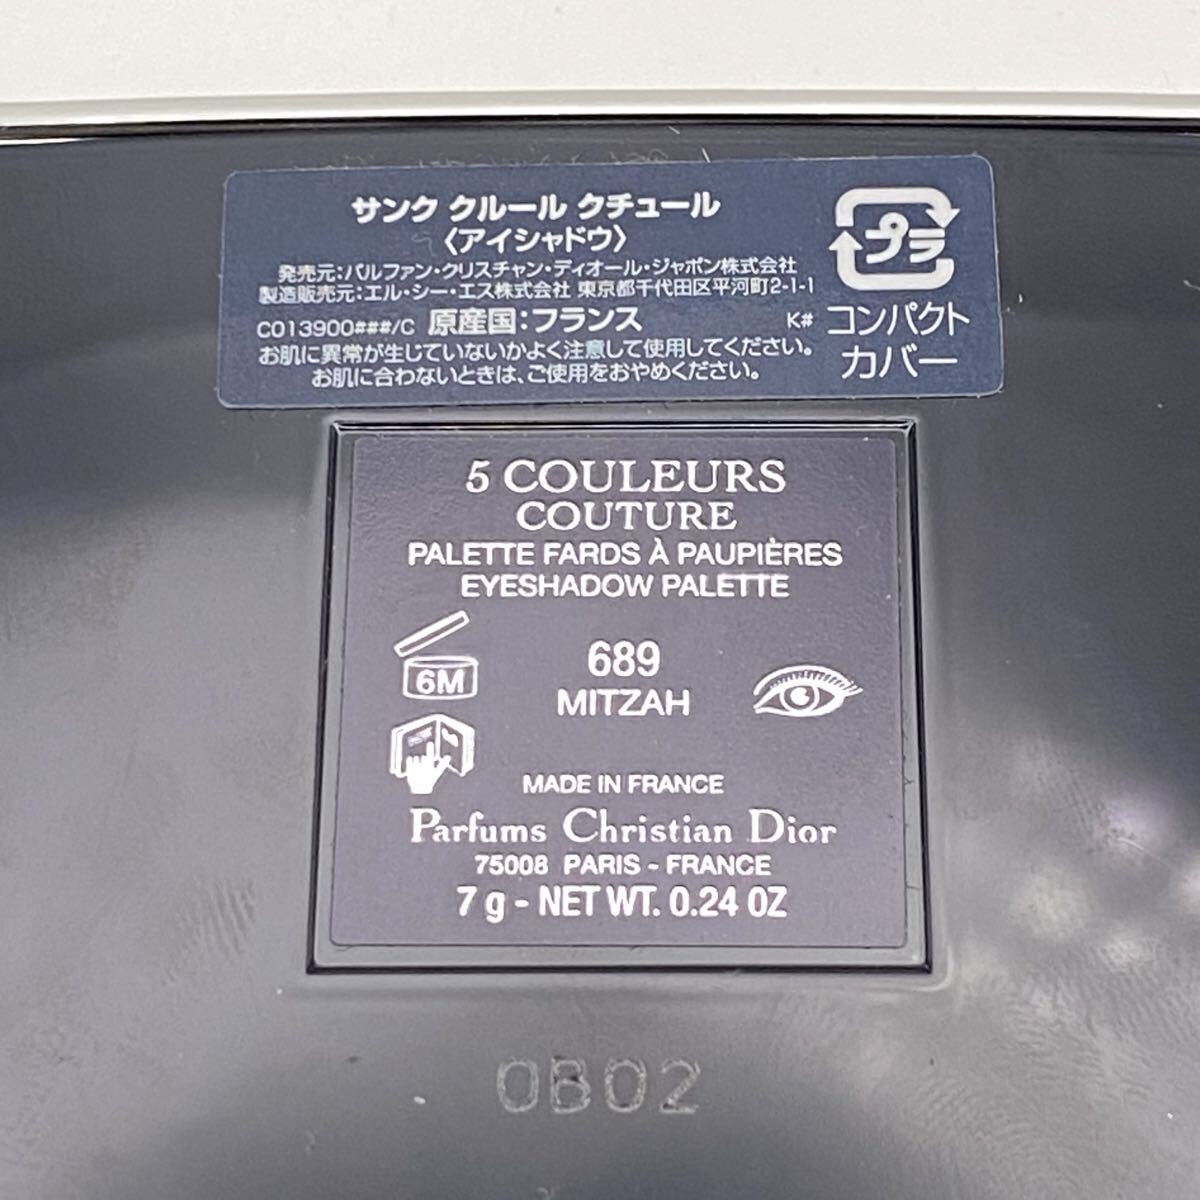 サンク クルール クチュール
〈アイシャドウ〉
発売元:パルファン・クリスチャン・ディオール・ジャポン株式会社
製造販売元:エル・シー・エス株式会社 東京都千代田区平河町2-1-1
C013900###/C 原産国:フランス K#
お肌に異常が生じていないかよく注意して使用してください。
お肌に合わないときは、ご使用をおやめください。
プラ
コンパクト
カバー
5 COULEURS
COUTURE
PALETTE FARDS À PAUPIÈRES
EYESHADOW PALETTE
6M
689
MITZAH
MADE IN FRANCE
Parfums Christian Dior
75008 PARIS - FRANCE
7 g - NET WT. 0.24 OZ
0B02